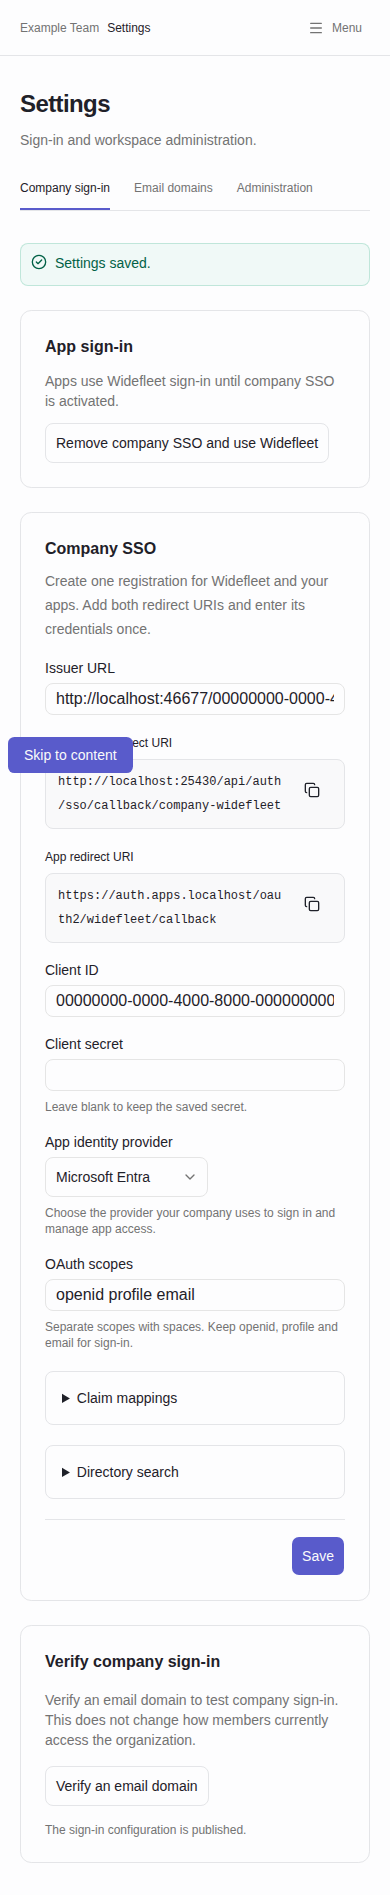 Example Team Settings
Menu
Settings
Sign-in and workspace administration.
Company sign-in
Email domains
Administration
Settings saved.
App sign-in
Apps use Widefleet sign-in until company SSO
is activated.
Remove company SSO and use Widefleet
Company SSO
Create one registration for Widefleet and your
apps. Add both redirect URIs and enter its
credentials once.
Issuer URL
http://localhost:46677/00000000-0000-4
Skip to content
URI
http://localhost:25430/api/auth
/sso/callback/company-widefleet
App redirect URI
https://auth.apps.localhost/oau
th2/widefleet/callback
Client ID
00000000-0000-4000-8000-000000000
Client secret
Leave blank to keep the saved secret.
App identity provider
Microsoft Entra
Choose the provider your company uses to sign in and
manage app access.
OAuth scopes
openid profile email
Separate scopes with spaces. Keep openid, profile and
email for sign-in.
Claim mappings
Directory search
Save
Verify company sign-in
Verify an email domain to test company sign-in.
This does not change how members currently
access the organization.
Verify an email domain
The sign-in configuration is published.